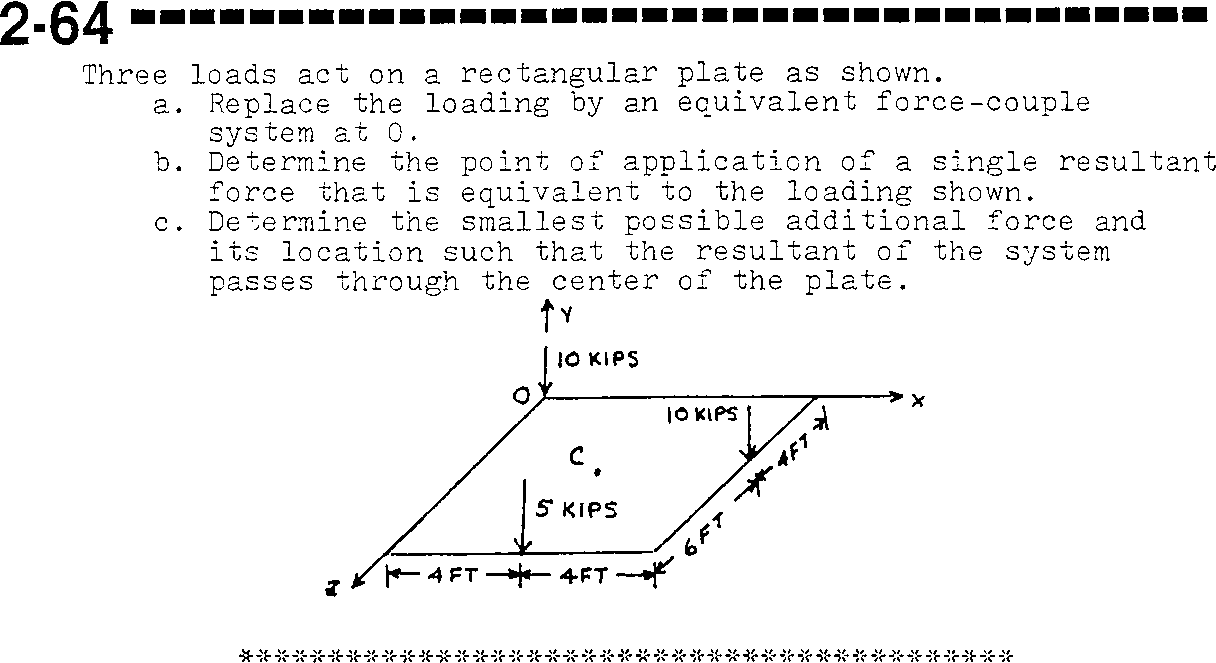 2-64
Three loads act on a rectangular plate as shown.
a. Replace the loading by an equivalent force-couple
system at O.
b. Determine the point of application of a single resultant
force that is equivalent to the loading shown.
c. Determine the smallest possible additional force and
its location such that the resultant of the system
passes through the center of the plate.
Y
10 KIPS
O
X
10 KIPS
4FT
C
5 KIPS
6FT
Z
4FT
4FT
******************************************